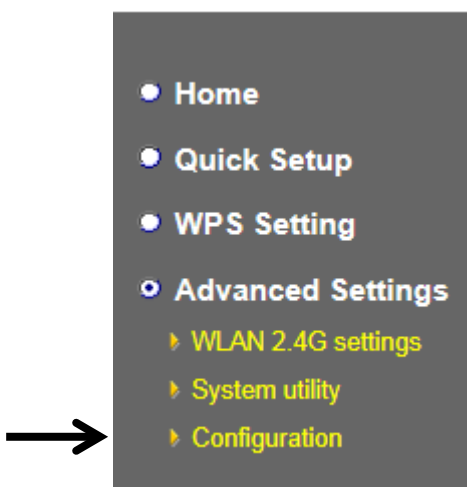 Home
Quick Setup
WPS Setting
Advanced Settings
WLAN 2.4G settings
System utility
Configuration